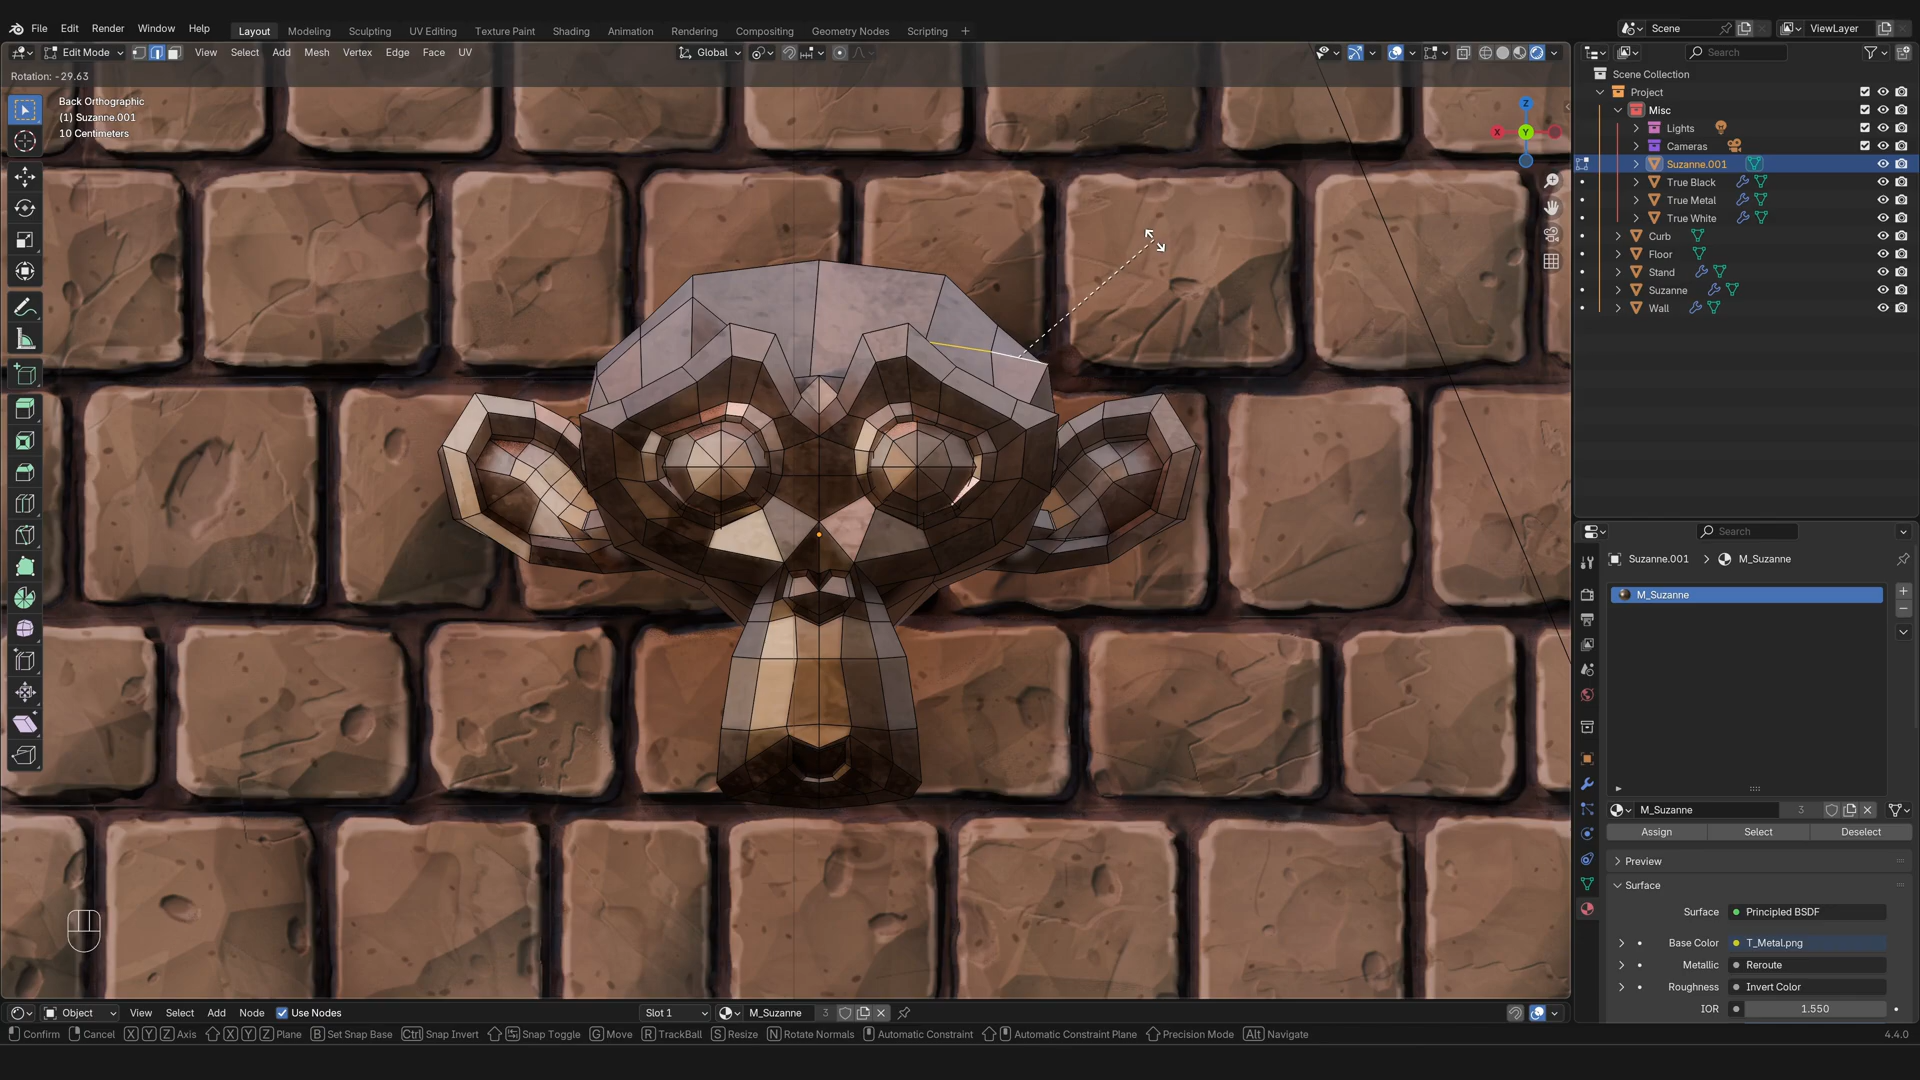 File Edit Render Window Help Layout Modeling Sculpting UV Editing Texture Paint Shading Animation Rendering Compositing Geometry Nodes Scripting + Scene ViewLayer
Edit Mode View Select Add Mesh Vertex Edge Face UV Global Search
Rotation: -29.63
Back Orthographic
(1) Suzanne.001
10 Centimeters
Z
X
Y
Scene Collection
Project
Misc
Lights
Cameras
Suzanne.001
True Black
True Metal
True White
Curb
Floor
Stand
Suzanne
Wall
Search
Suzanne.001 > M_Suzanne
M_Suzanne
M_Suzanne 3
Assign Select Deselect
Preview
Surface
Surface Principled BSDF
Base Color T_Metal.png
Metallic Reroute
Roughness Invert Color
IOR 1.550
Object View Select Add Node Use Nodes Slot 1 M_Suzanne 3
Confirm Cancel X Y Z Axis X Y Z Plane B Set Snap Base Ctrl Snap Invert Snap Toggle G Move R TrackBall S Resize N Rotate Normals Automatic Constraint Automatic Constraint Plane Precision Mode Alt Navigate 4.4.0